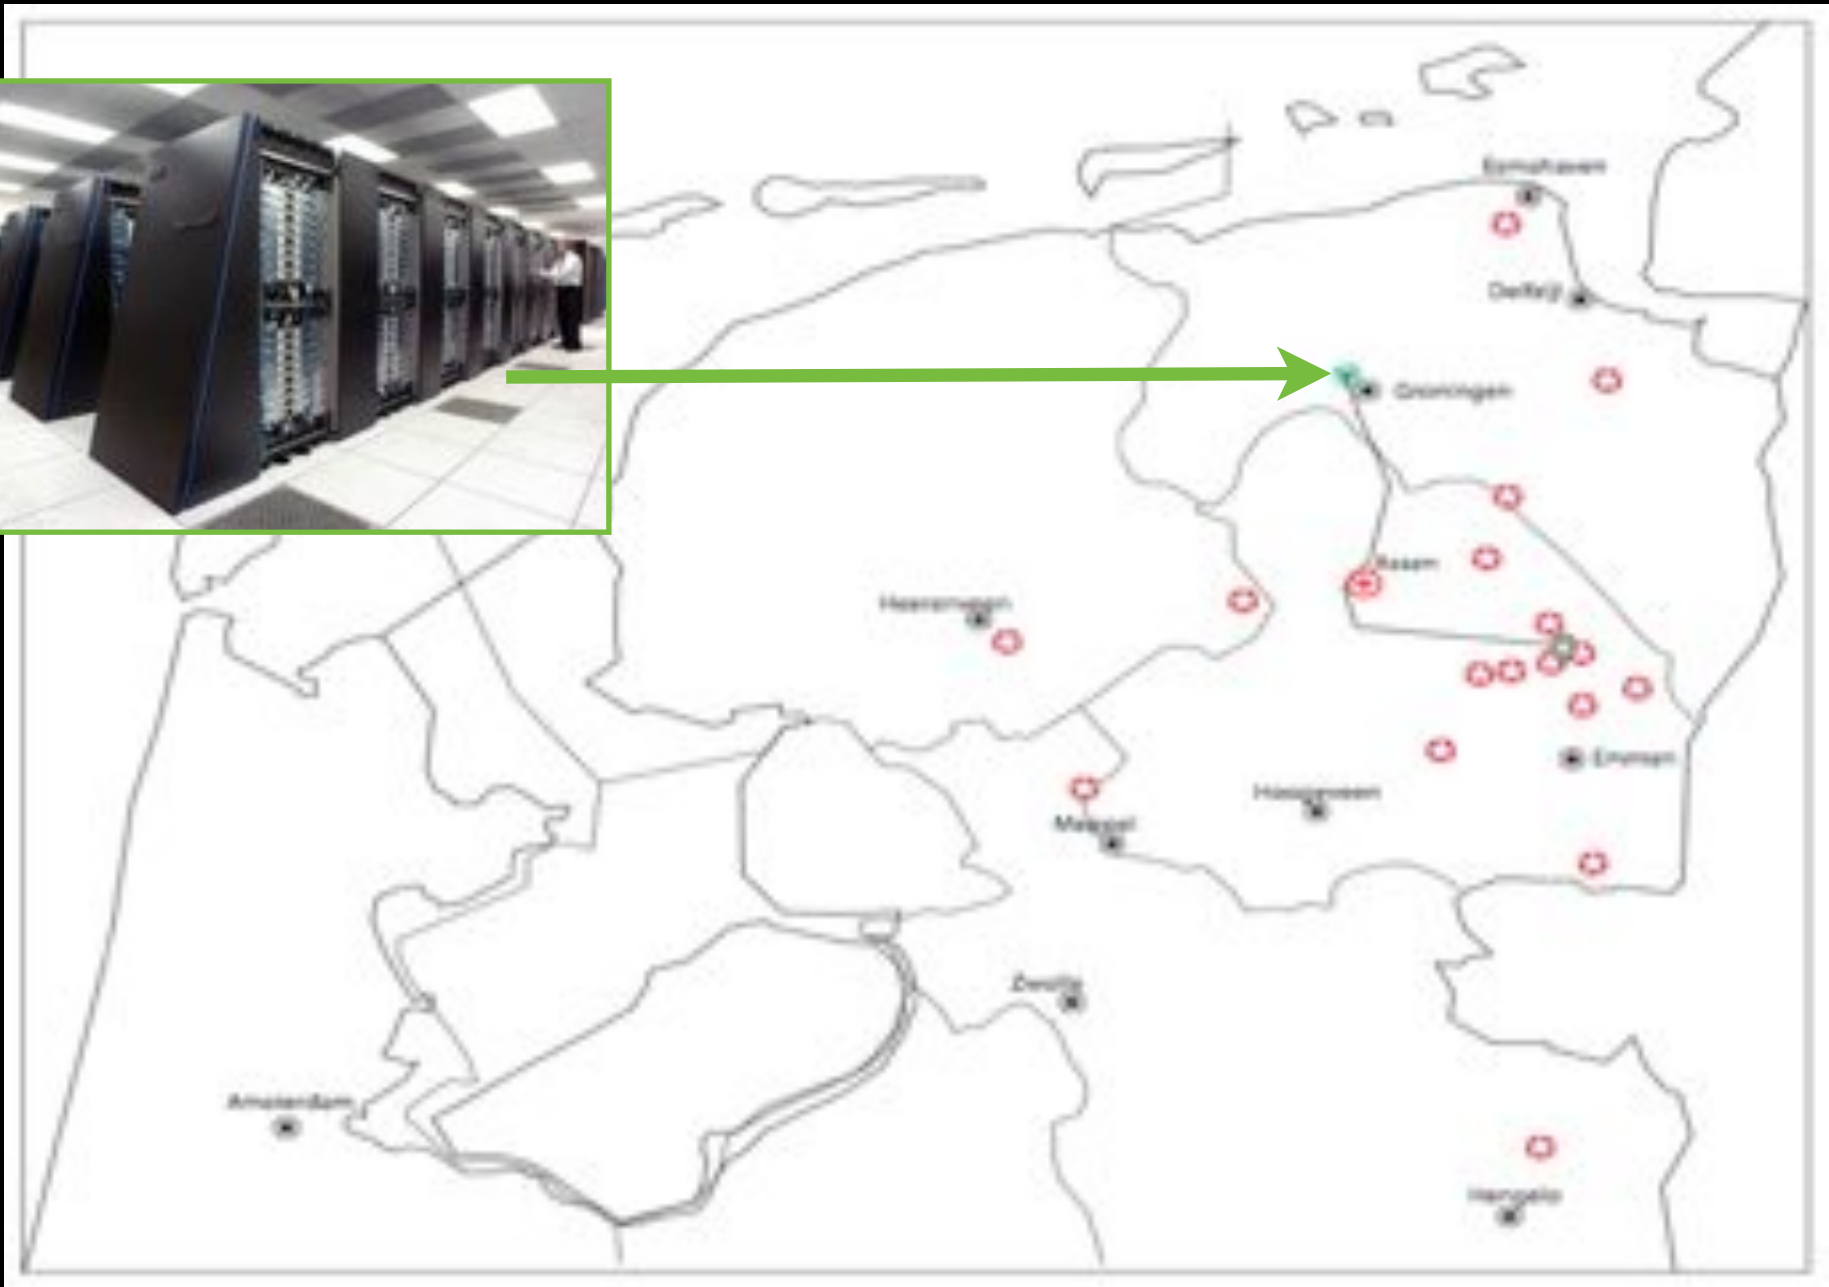 Eemshaven
Delfzijl
Groningen
Assen
Heerenveen
Emmen
Hoogeveen
Meppel
Zwolle
Amsterdam
Hengelo